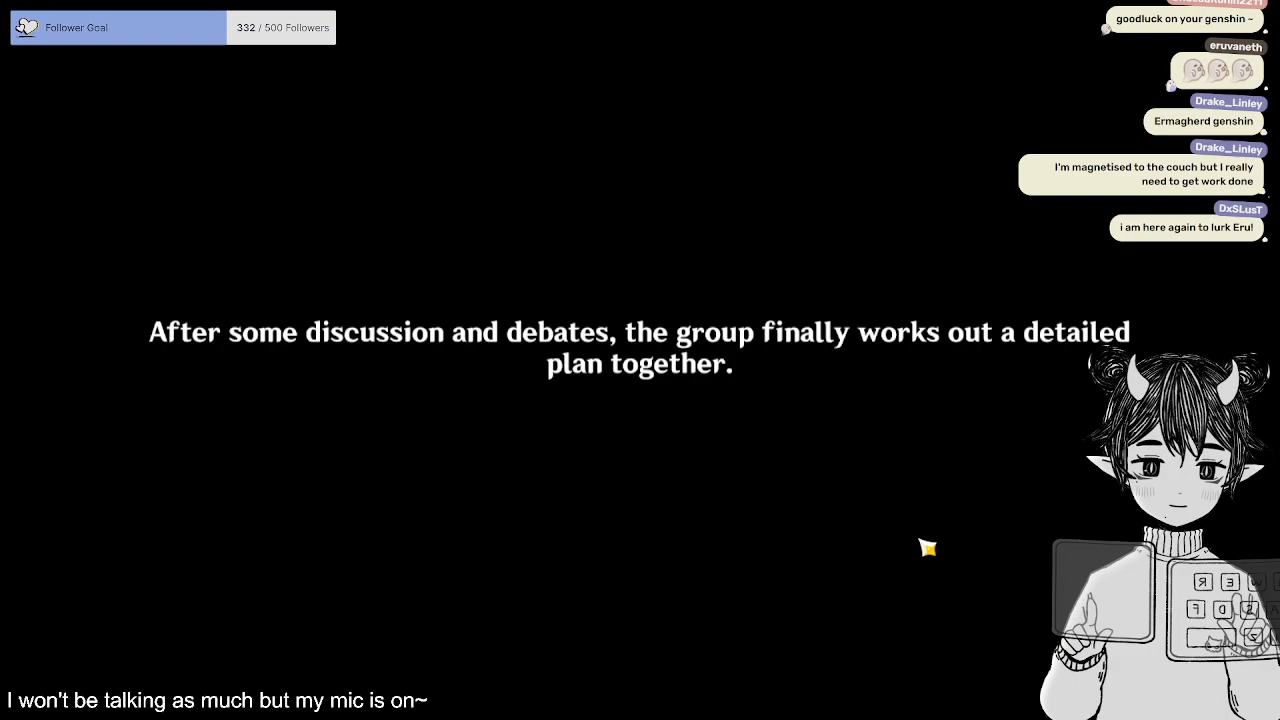 Follower Goal
332 / 500 Followers
goodluck on your genshin ~
eruvaneth
Drake_Linley
Ermagherd genshin
Drake_Linley
I'm magnetised to the couch but I really
need to get work done
DxSLusT
i am here again to lurk Eru!
After some discussion and debates, the group finally works out a detailed
plan together.
R E W
F D S
Z
I won't be talking as much but my mic is on~